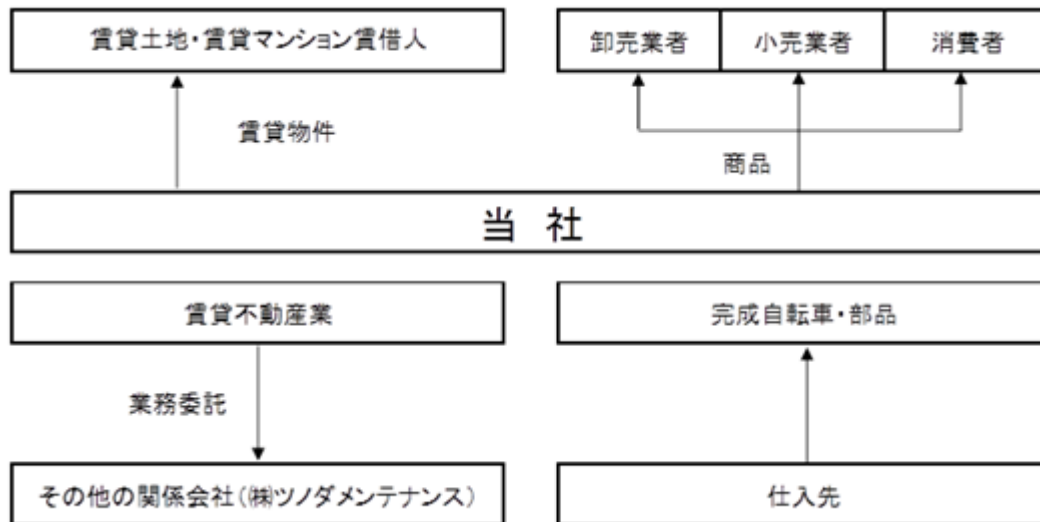 賃貸土地・賃貸マンション賃借人
卸売業者 小売業者 消費者
賃貸物件
商品
当 社
賃貸不動産業 完成自転車・部品
業務委託
その他の関係会社(㈱ツノダメンテナンス) 仕入先